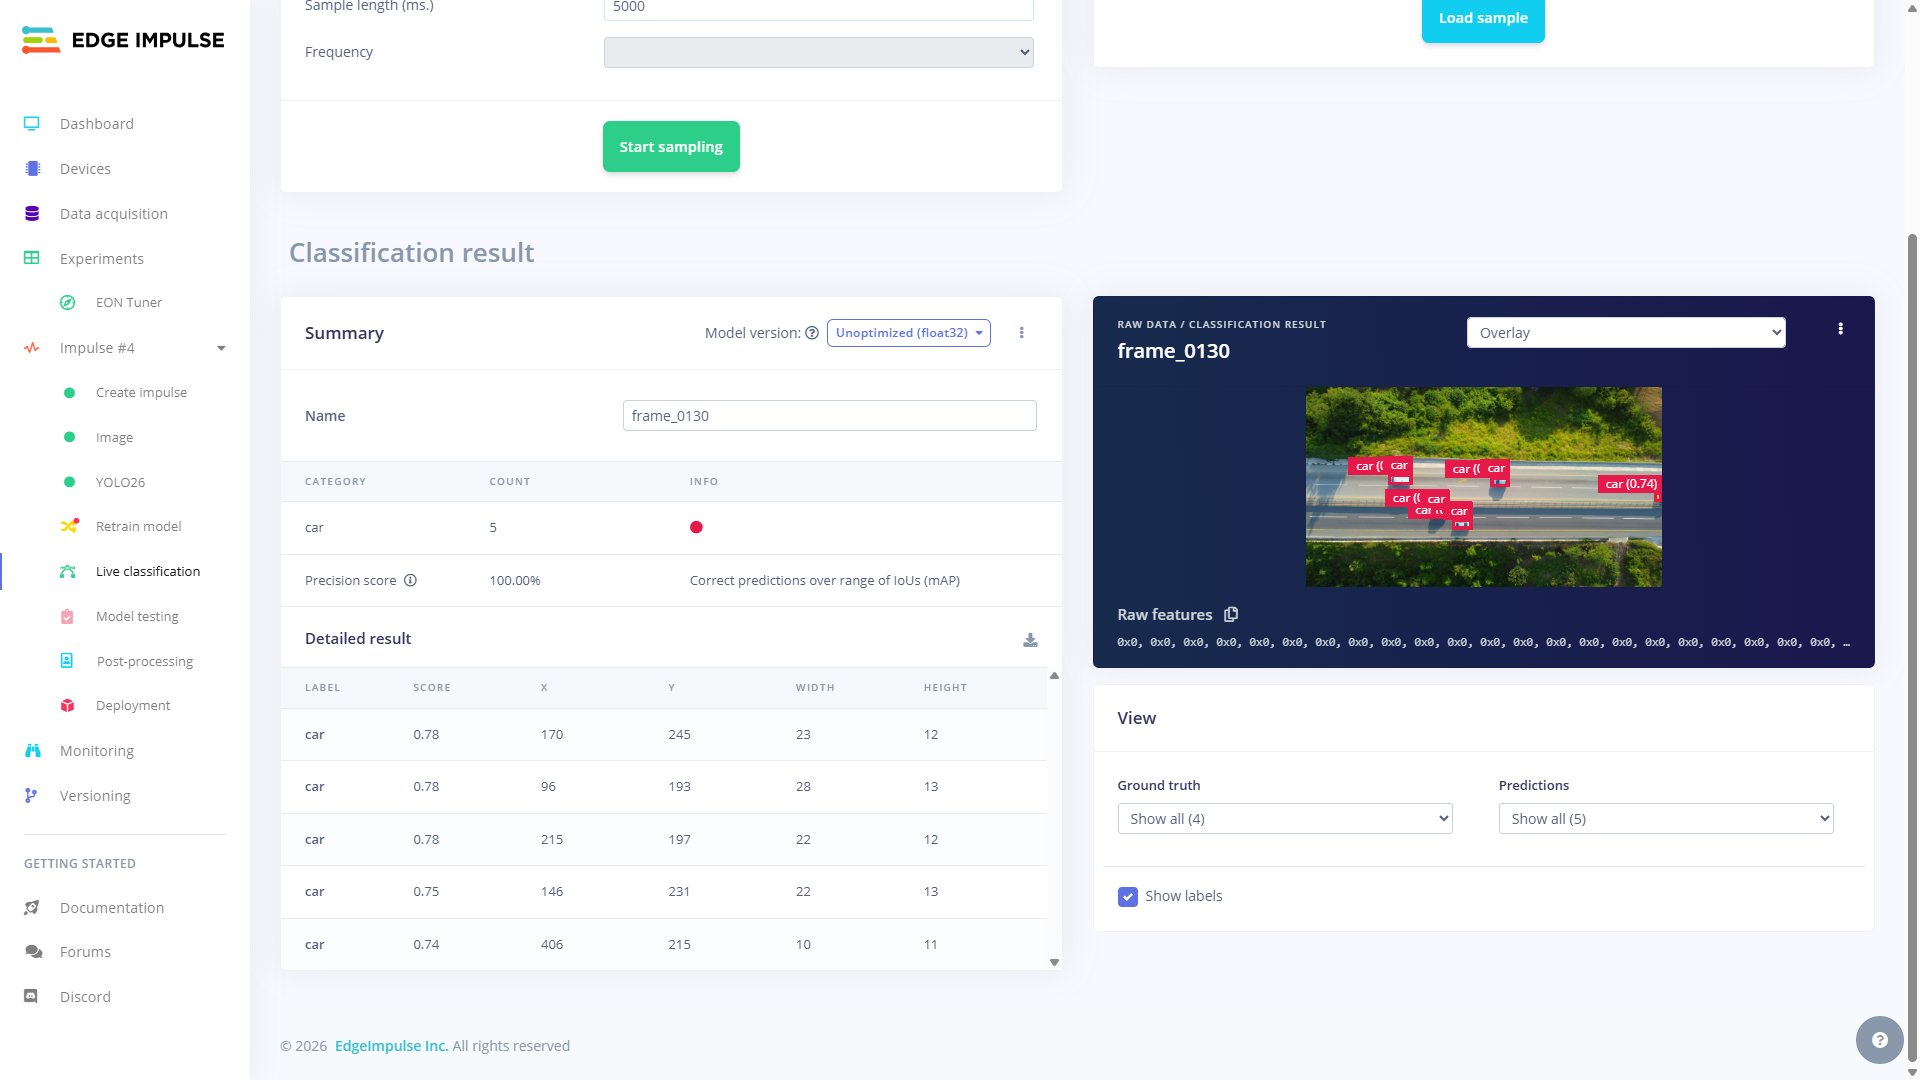 EDGE IMPULSE
Dashboard
Devices
Data acquisition
Experiments
EON Tuner
Impulse #4
Create impulse
Image
YOLO26
Retrain model
Live classification
Model testing
Post-processing
Deployment
Monitoring
Versioning
GETTING STARTED
Documentation
Forums
Discord
Sample length (ms.) 5000
Frequency
Start sampling
Load sample
Classification result
Summary Model version: Unoptimized (float32)
Name frame_0130
CATEGORY COUNT INFO
car 5
Precision score 100.00% Correct predictions over range of IoUs (mAP)
Detailed result
LABEL SCORE X Y WIDTH HEIGHT
car 0.78 170 245 23 12
car 0.78 96 193 28 13
car 0.78 215 197 22 12
car 0.75 146 231 22 13
car 0.74 406 215 10 11
RAW DATA / CLASSIFICATION RESULT
frame_0130
Overlay
car (( car car (( car
car (0.74)
car (( car
car car
Raw features
0x0, 0x0, 0x0, 0x0, 0x0, 0x0, 0x0, 0x0, 0x0, 0x0, 0x0, 0x0, 0x0, 0x0, 0x0, 0x0, 0x0, 0x0, 0x0, 0x0, 0x0, 0x0, …
View
Ground truth Predictions
Show all (4) Show all (5)
Show labels
© 2026 EdgeImpulse Inc. All rights reserved